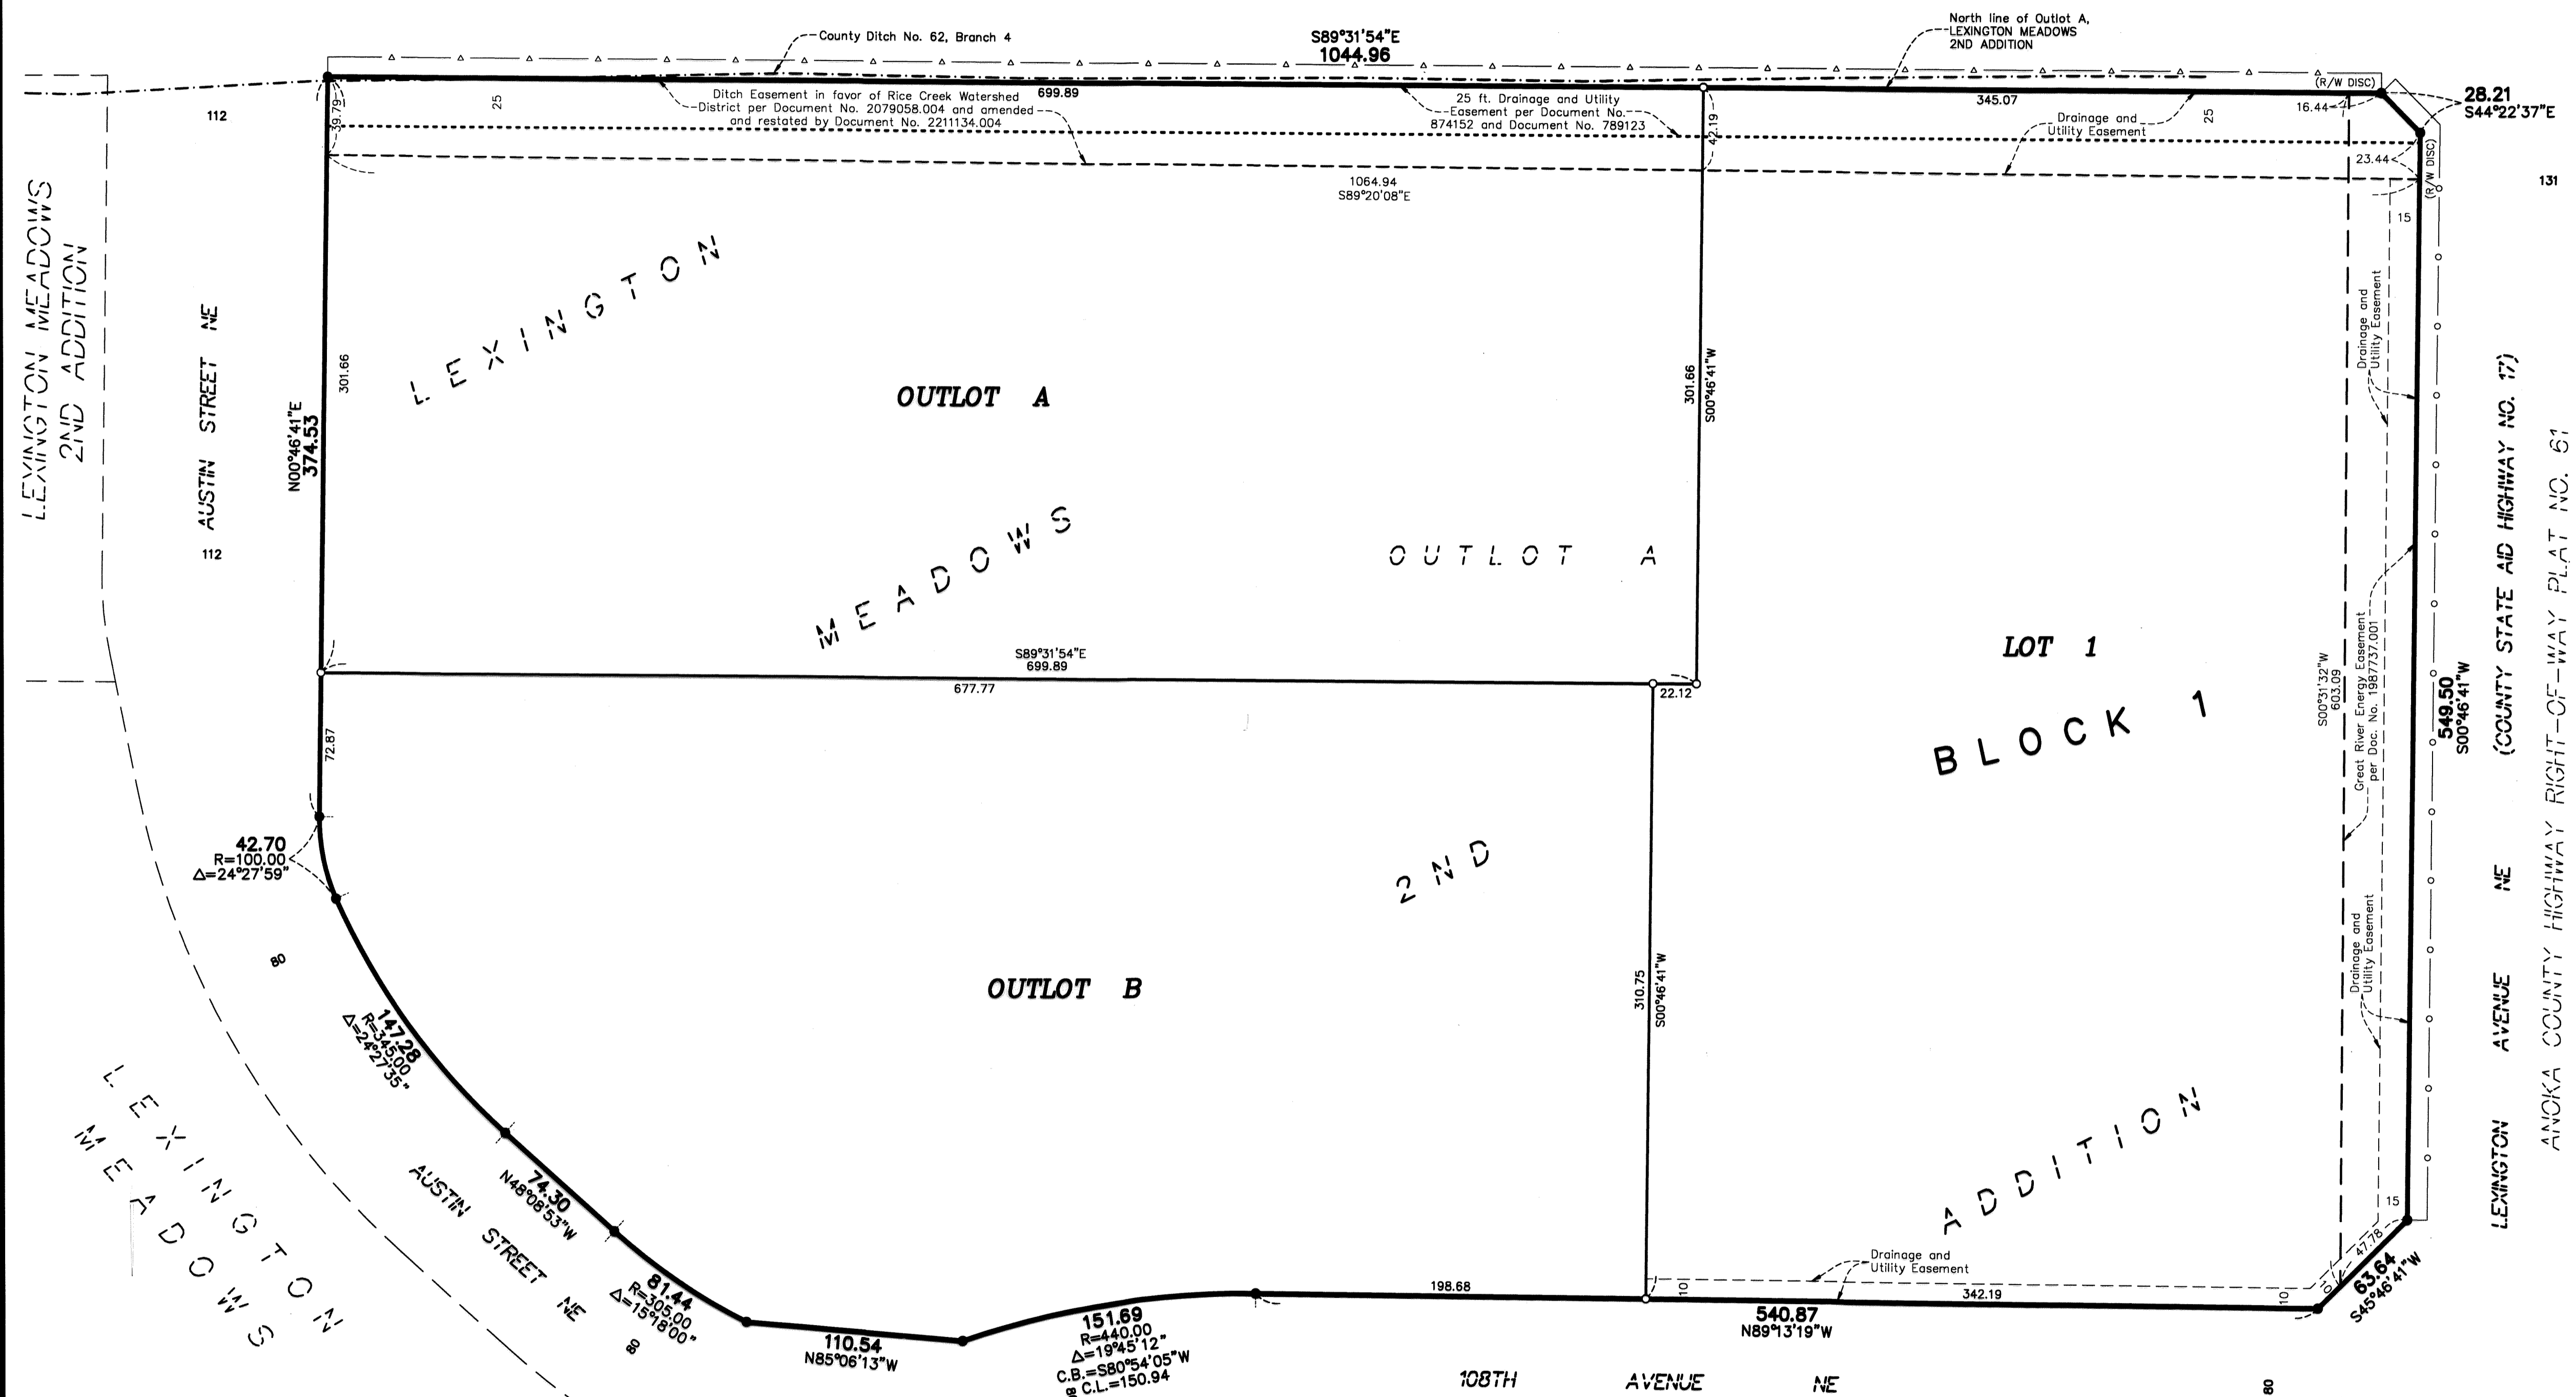 County Ditch No. 62, Branch 4
S89°31'54"E
1044.96
North line of Outlot A,
LEXINGTON MEADOWS
2ND ADDITION
(R/W DISC)
28.21
S44°22'37"E
112
39.79
25
Ditch Easement in favor of Rice Creek Watershed
District per Document No. 2079058.004 and amended
and restated by Document No. 2211134.004
699.89
25 ft. Drainage and Utility
Easement per Document No.
874152 and Document No. 789123
42.19
345.07
Drainage and
Utility Easement
25
16.44
23.44
(R/W DISC)
131
1064.94
S89°20'08"E
15
LEXINGTON MEADOWS
2ND ADDITION
AUSTIN STREET NE
112
N00°46'41"E
374.53
301.66
LEXINGTON
MEADOWS
OUTLOT A
OUTLOT A
301.66
S00°46'41"W
Drainage and
Utility Easement
LOT 1
BLOCK 1
S00°31'32"W
603.09
Great River Energy Easement
per Doc. No. 1987737.001
549.50
S00°46'41"W
LEXINGTON AVENUE NE (COUNTY STATE AID HIGHWAY NO. 17)
ANOKA COUNTY HIGHWAY RIGHT-OF-WAY PLAT NO. 61
S89°31'54"E
699.89
677.77
22.12
72.87
42.70
R=100.00
Δ=24°27'59"
80
2ND
OUTLOT B
310.75
S00°46'41"W
Drainage and
Utility Easement
147.28
R=345.00
Δ=24°27'35"
LEXINGTON
MEADOWS
74.30
N48°08'53"W
AUSTIN STREET NE
80
81.44
R=305.00
Δ=15°18'00"
110.54
N85°06'13"W
151.69
R=440.00
Δ=19°45'12"
C.B.=S80°54'05"W
C.L.=150.94
198.68
10
ADDITION
Drainage and
Utility Easement
540.87
N89°13'19"W
342.19
10
10
15
47.78
63.64
S45°46'41"W
108TH AVENUE NE
80